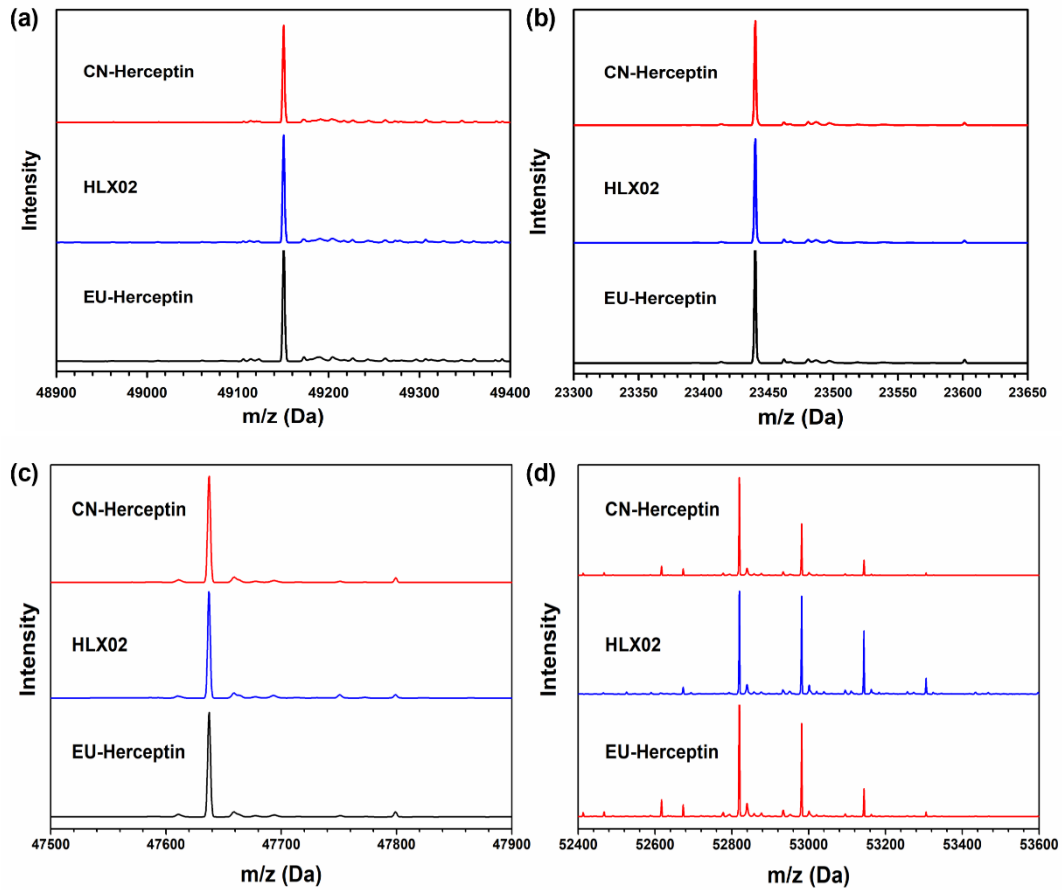 (a)
CN-Herceptin
HLX02
EU-Herceptin
Intensity
48900 49000 49100 49200 49300 49400
m/z (Da)
(b)
CN-Herceptin
HLX02
EU-Herceptin
Intensity
23300 23350 23400 23450 23500 23550 23600 23650
m/z (Da)
(c)
CN-Herceptin
HLX02
EU-Herceptin
Intensity
47500 47600 47700 47800 47900
m/z (Da)
(d)
CN-Herceptin
HLX02
EU-Herceptin
Intensity
52400 52600 52800 53000 53200 53400 53600
m/z (Da)